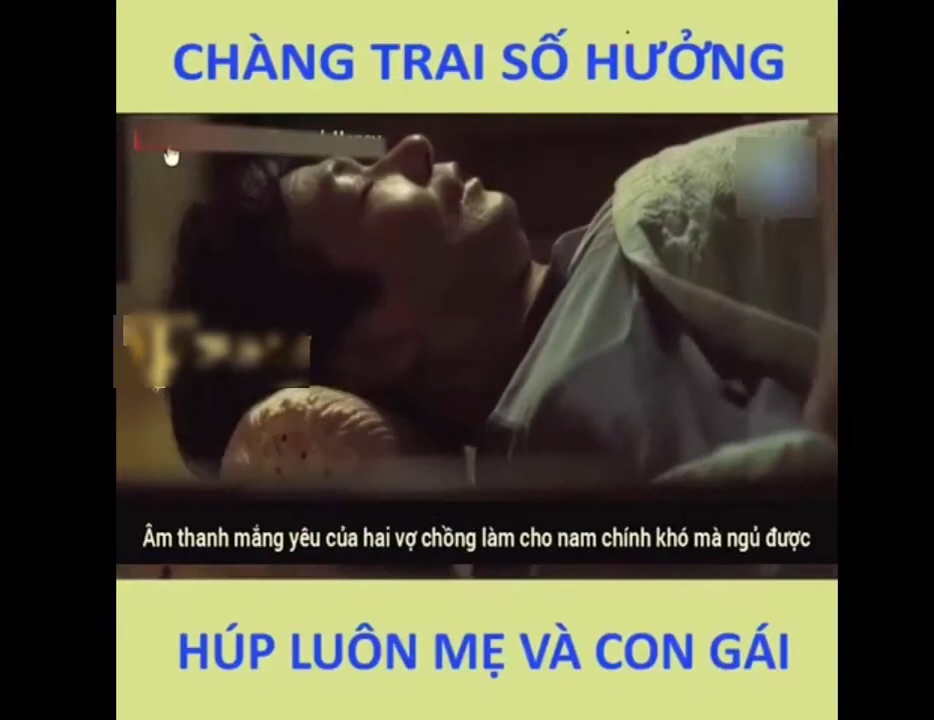 CHÀNG TRAI SỐ HƯỞNG
Âm thanh mắng yêu của hai vợ chồng làm cho nam chính khó mà ngủ được
HÚP LUÔN MẸ VÀ CON GÁI